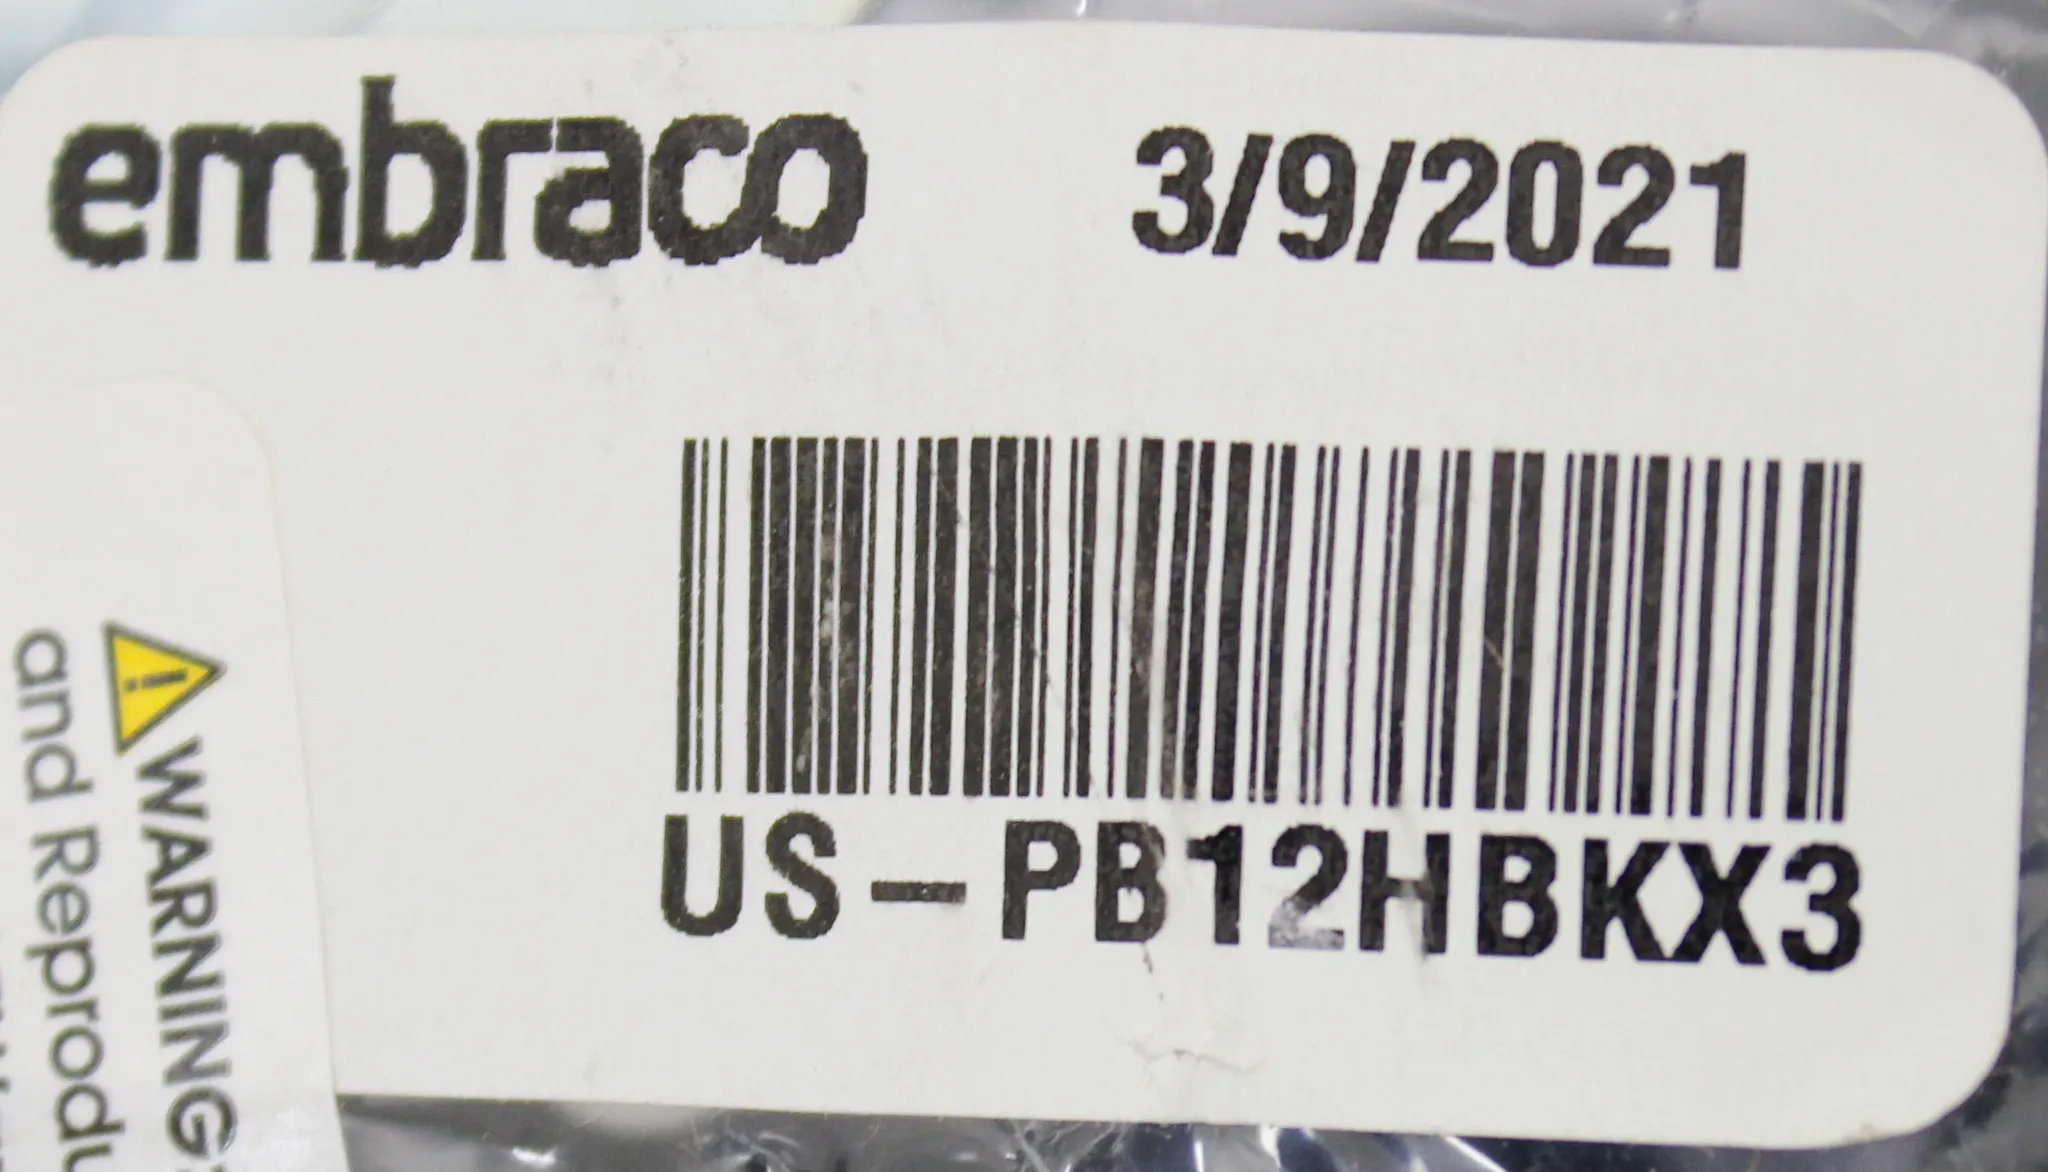 embraco
3/9/2021
US-PB12HBKX3
WARNING
and Reprodu